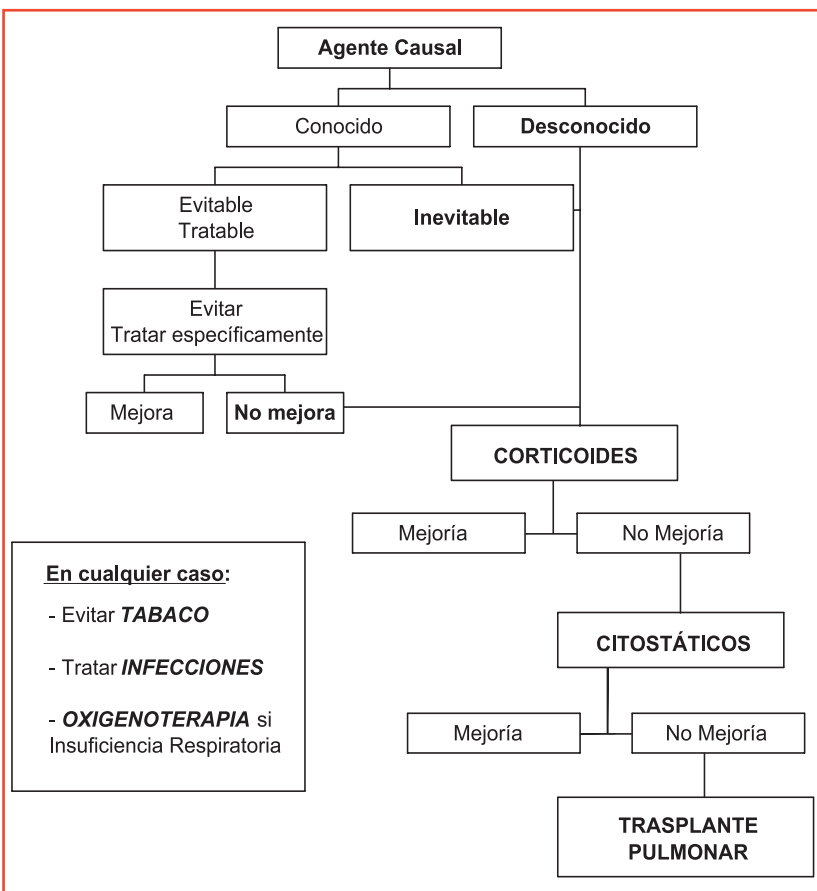 Agente Causal
Conocido
Desconocido
Evitable
Tratable
Inevitable
Evitar
Tratar específicamente
Mejora
No mejora
CORTICOIDES
Mejoría
No Mejoría
En cualquier caso:
- Evitar TABACO
- Tratar INFECCIONES
- OXIGENOTERAPIA si
Insuficiencia Respiratoria
CITOSTÁTICOS
Mejoría
No Mejoría
TRASPLANTE
PULMONAR